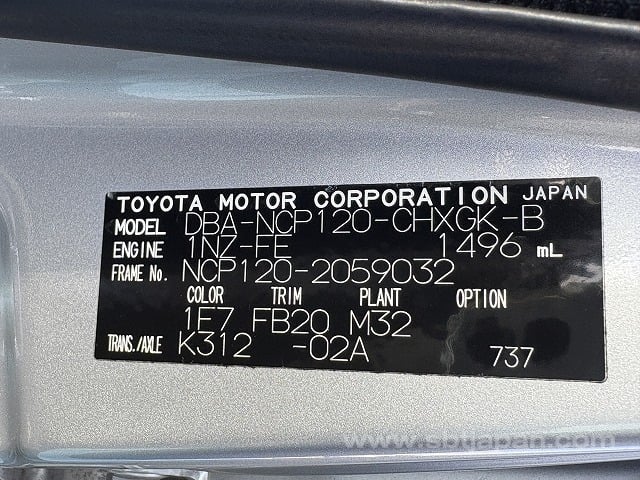 TOYOTA MOTOR CORPORATION JAPAN
MODEL DBA-NCP120-CHXGK-B
ENGINE 1NZ-FE 1496 mL
FRAME No. NCP120-2059032
COLOR TRIM PLANT OPTION
1E7 FB20 M32
TRANS./AXLE K312 -02A 737
www.sbtjapan.com